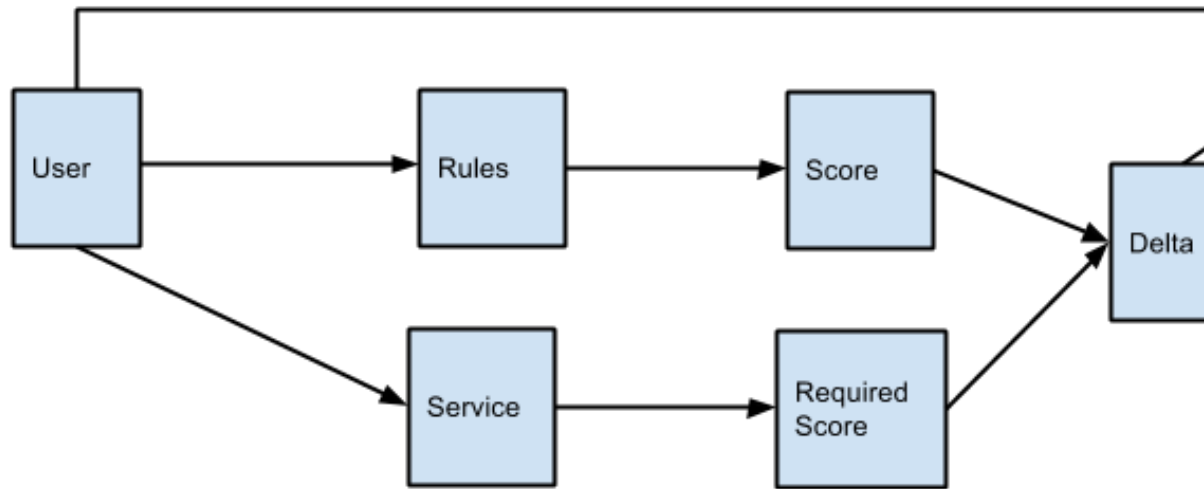 User
Rules
Score
Delta
Service
Required
Score